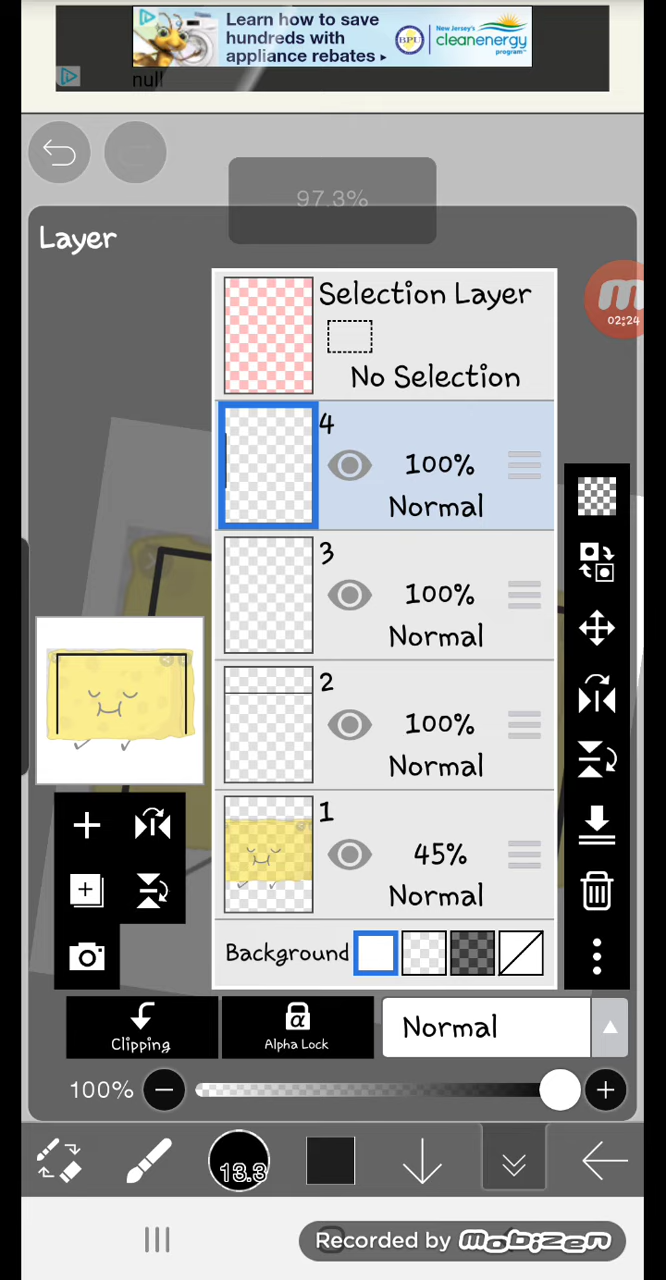 Learn how to save
hundreds with
appliance rebates ▸
BPU
New Jersey's
cleanenergy
program™
null
97.3%
Layer
02:24
Selection Layer
No Selection
4
100%
Normal
3
100%
Normal
2
100%
Normal
1
45%
Normal
Background
Clipping
α
Alpha Lock
Normal
100%
13.3
Recorded by mobizen